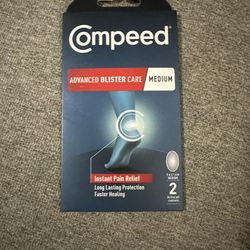 Compeed
ADVANCED BLISTER CARE MEDIUM
Instant Pain Relief
Long Lasting Protection
Faster Healing
2